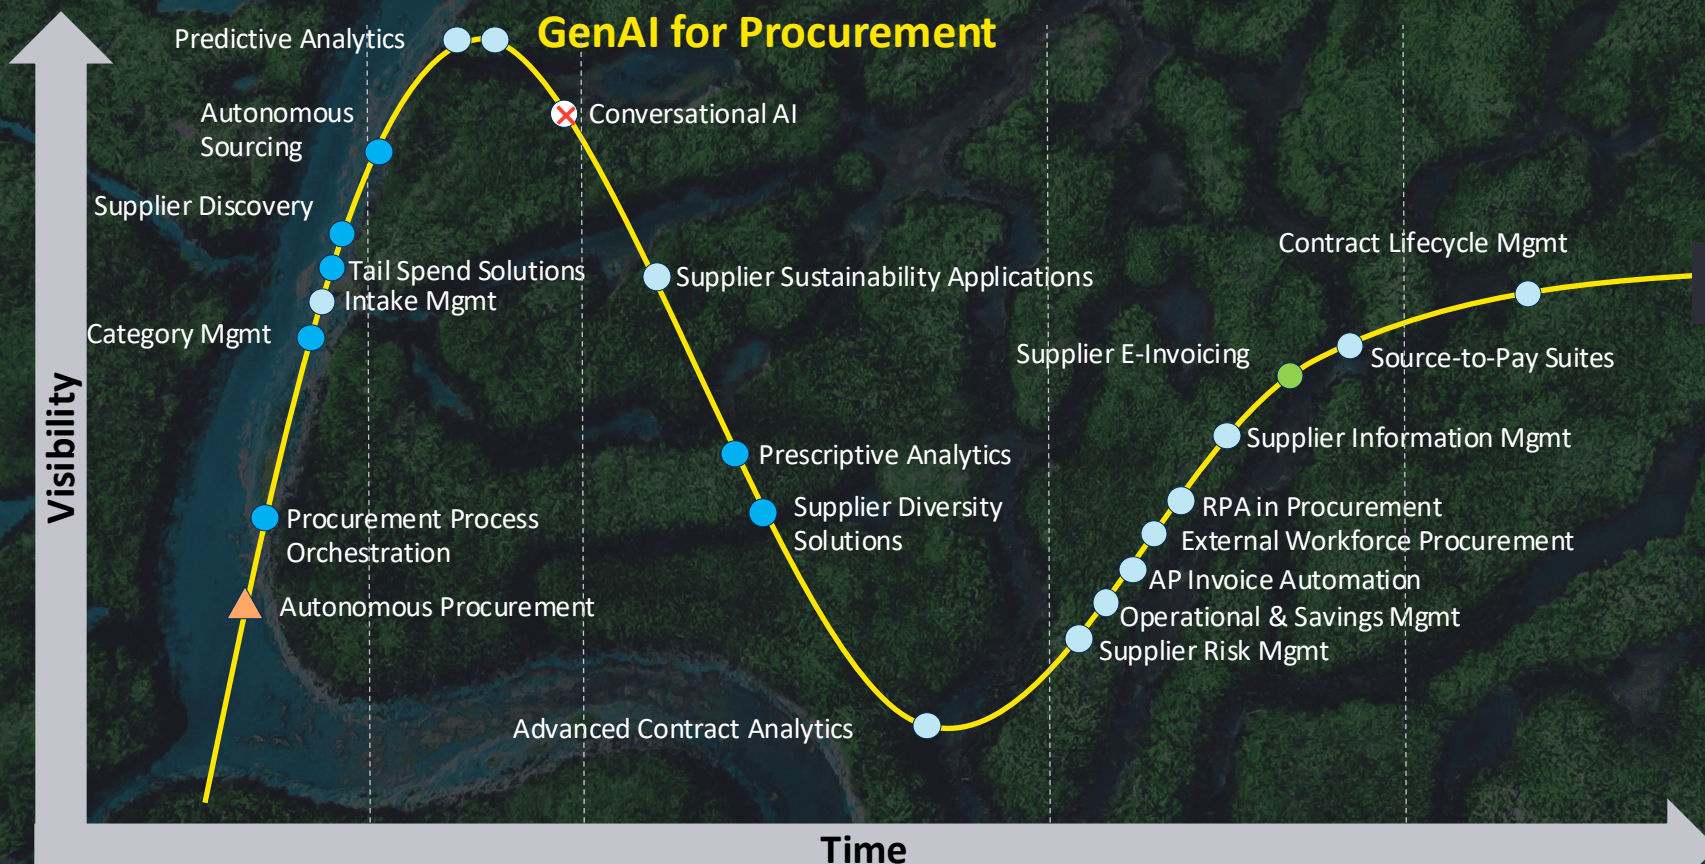 GenAI for Procurement
Predictive Analytics
Autonomous
Sourcing
Conversational AI
Supplier Discovery
Tail Spend Solutions
Intake Mgmt
Category Mgmt
Supplier Sustainability Applications
Contract Lifecycle Mgmt
Supplier E-Invoicing
Source-to-Pay Suites
Supplier Information Mgmt
Prescriptive Analytics
Supplier Diversity
Solutions
RPA in Procurement
External Workforce Procurement
AP Invoice Automation
Operational & Savings Mgmt
Supplier Risk Mgmt
Procurement Process
Orchestration
Autonomous Procurement
Advanced Contract Analytics
Visibility
Time